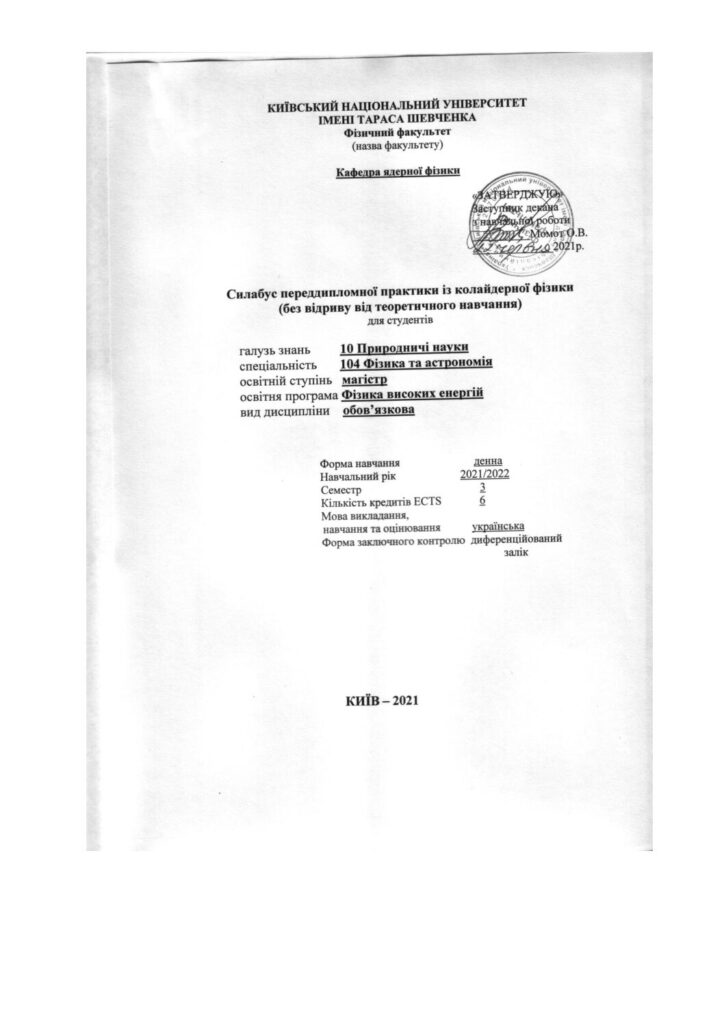 КИЇВСЬКИЙ НАЦІОНАЛЬНИЙ УНІВЕРСИТЕТ
ІМЕНІ ТАРАСА ШЕВЧЕНКА
Фізичний факультет
(назва факультету)
Кафедра ядерної фізики
«ЗАТВЕРДЖУЮ»
Заступник декана
з навчальної роботи
Момот О.В.
червня 2021р.
Силабус переддипломної практики із колайдерної фізики
(без відриву від теоретичного навчання)
для студентів
галузь знань 10 Природничі науки
спеціальність 104 Фізика та астрономія
освітній ступінь магістр
освітня програма Фізика високих енергій
вид дисципліни обов’язкова
Форма навчання денна
Навчальний рік 2021/2022
Семестр 3
Кількість кредитів ECTS 6
Мова викладання,
навчання та оцінювання українська
Форма заключного контролю диференційований
залік
КИЇВ – 2021